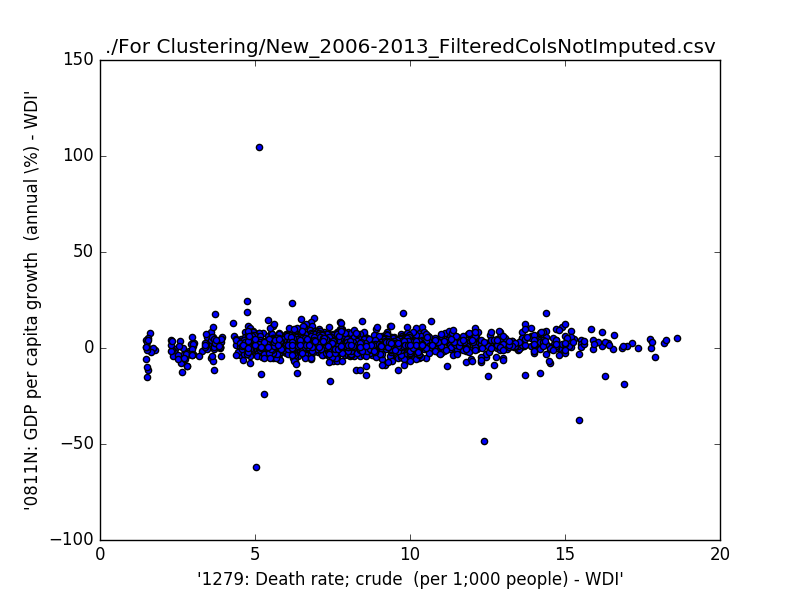 ./For Clustering/New_2006-2013_FilteredColsNotImputed.csv
'0811N: GDP per capita growth  (annual \%) - WDI'
150
100
50
0
−50
−100
0 5 10 15 20
'1279: Death rate; crude  (per 1;000 people) - WDI'